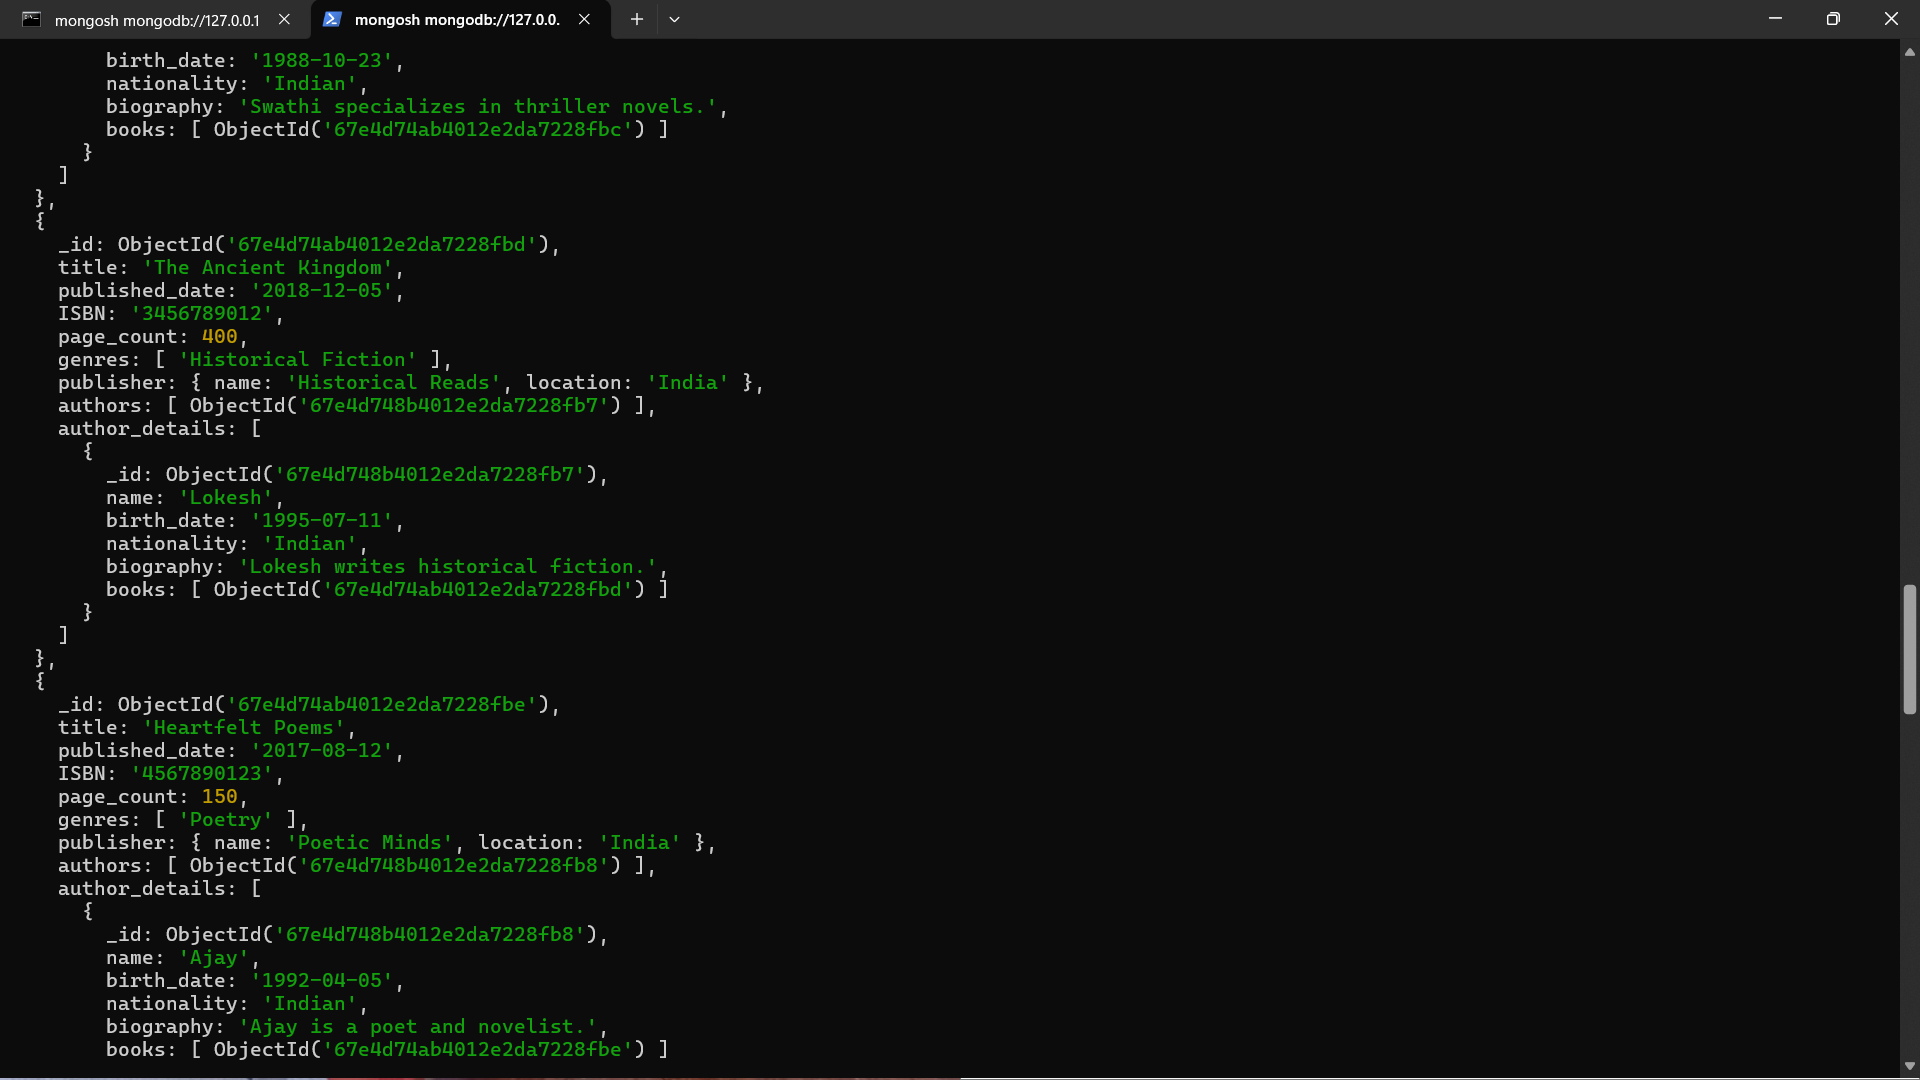 mongosh mongodb://127.0.0.1
mongosh mongodb://127.0.0.
birth_date: '1988-10-23',
nationality: 'Indian',
biography: 'Swathi specializes in thriller novels.',
books: [ ObjectId('67e4d74ab4012e2da7228fbc') ]
}
]
},
{
_id: ObjectId('67e4d74ab4012e2da7228fbd'),
title: 'The Ancient Kingdom',
published_date: '2018-12-05',
ISBN: '3456789012',
page_count: 400,
genres: [ 'Historical Fiction' ],
publisher: { name: 'Historical Reads', location: 'India' },
authors: [ ObjectId('67e4d748b4012e2da7228fb7') ],
author_details: [
{
_id: ObjectId('67e4d748b4012e2da7228fb7'),
name: 'Lokesh',
birth_date: '1995-07-11',
nationality: 'Indian',
biography: 'Lokesh writes historical fiction.',
books: [ ObjectId('67e4d74ab4012e2da7228fbd') ]
}
]
},
{
_id: ObjectId('67e4d74ab4012e2da7228fbe'),
title: 'Heartfelt Poems',
published_date: '2017-08-12',
ISBN: '4567890123',
page_count: 150,
genres: [ 'Poetry' ],
publisher: { name: 'Poetic Minds', location: 'India' },
authors: [ ObjectId('67e4d748b4012e2da7228fb8') ],
author_details: [
{
_id: ObjectId('67e4d748b4012e2da7228fb8'),
name: 'Ajay',
birth_date: '1992-04-05',
nationality: 'Indian',
biography: 'Ajay is a poet and novelist.',
books: [ ObjectId('67e4d74ab4012e2da7228fbe') ]